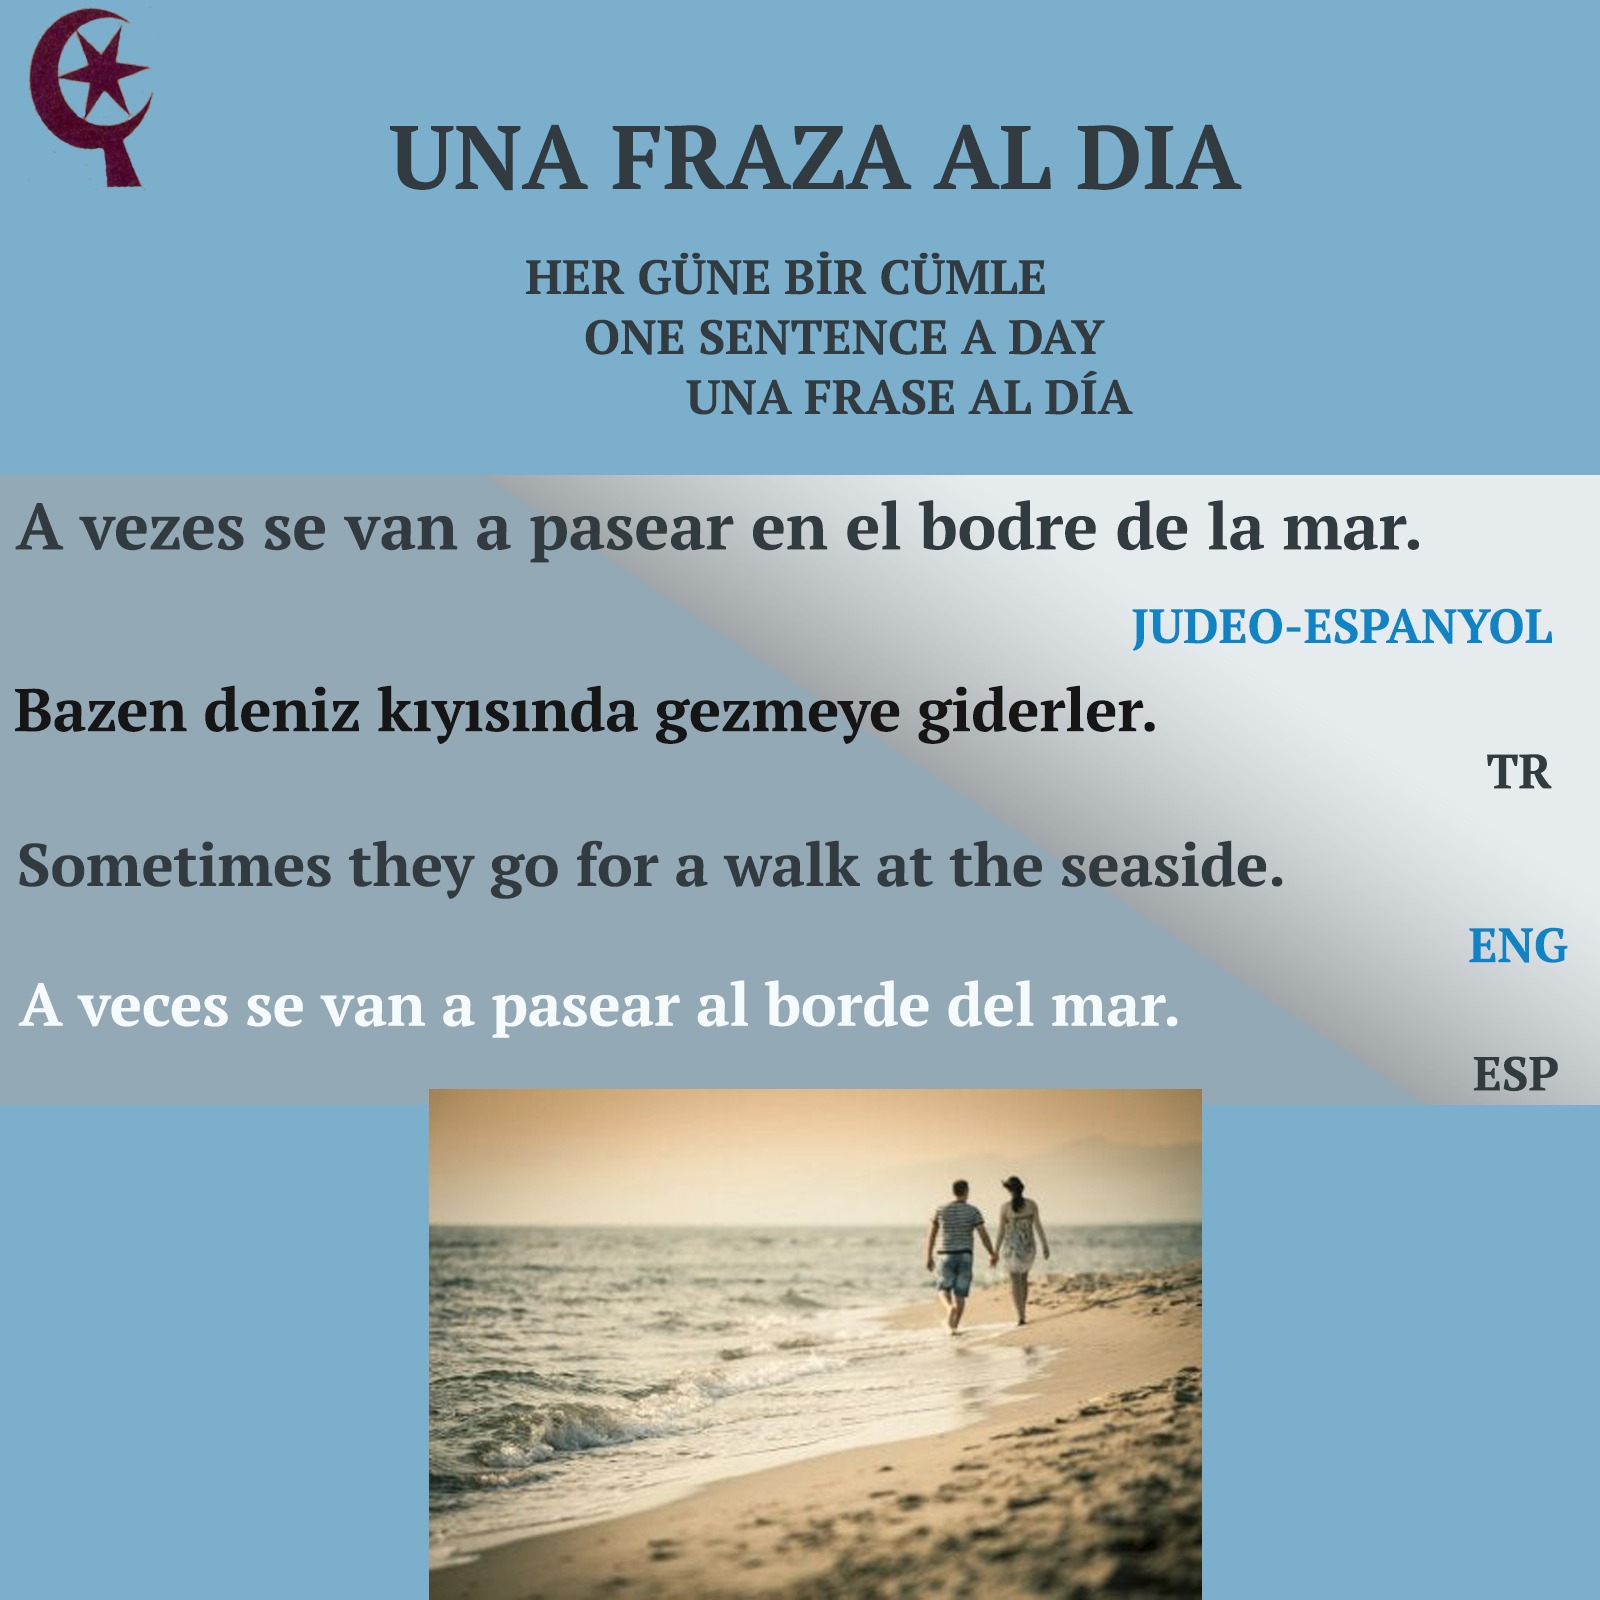 UNA FRAZA AL DIA
HER GÜNE BİR CÜMLE
ONE SENTENCE A DAY
UNA FRASE AL DÍA
A vezes se van a pasear en el bodre de la mar.
JUDEO-ESPANYOL
Bazen deniz kıyısında gezmeye giderler.
TR
Sometimes they go for a walk at the seaside.
ENG
A veces se van a pasear al borde del mar.
ESP